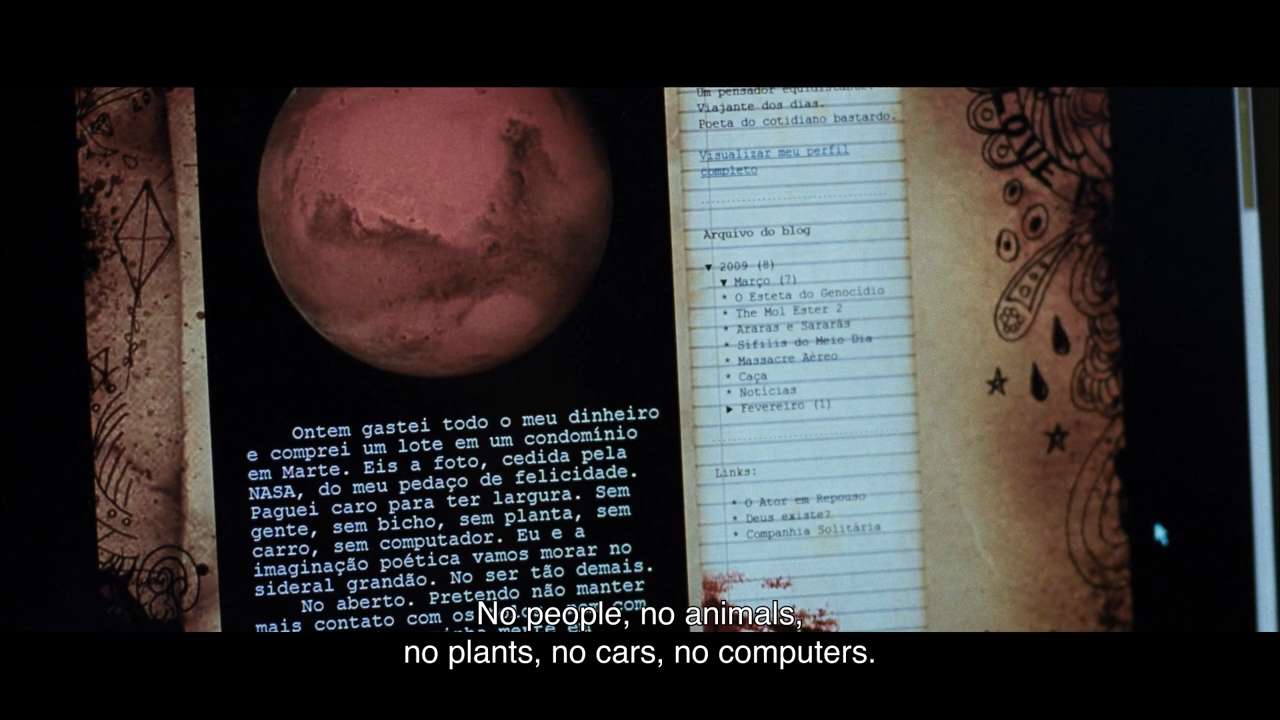 LOVE
Um pensador equidistante.
Viajante dos dias.
Poeta do cotidiano bastardo.
Visualizar meu perfil
completo
Arquivo do blog
▼ 2009 (8)
▼ Março (7)
* O Esteta do Genocídio
* The Mol Ester 2
* Araras e Sararás
* Sífilis do Meio Dia
* Massacre Aéreo
* Caça
* Notícias
► Fevereiro (1)
Links:
* O Ator em Repouso
* Deus existe?
* Companhia Solitária
Ontem gastei todo o meu dinheiro
e comprei um lote em um condomínio
em Marte. Eis a foto, cedida pela
NASA, do meu pedaço de felicidade.
Paguei caro para ter largura. Sem
gente, sem bicho, sem planta, sem
carro, sem computador. Eu e a
imaginação poética vamos morar no
sideral grandão. No ser tão demais.
No aberto. Pretendo não manter
mais contato com os com
mente em
No people, no animals,
no plants, no cars, no computers.